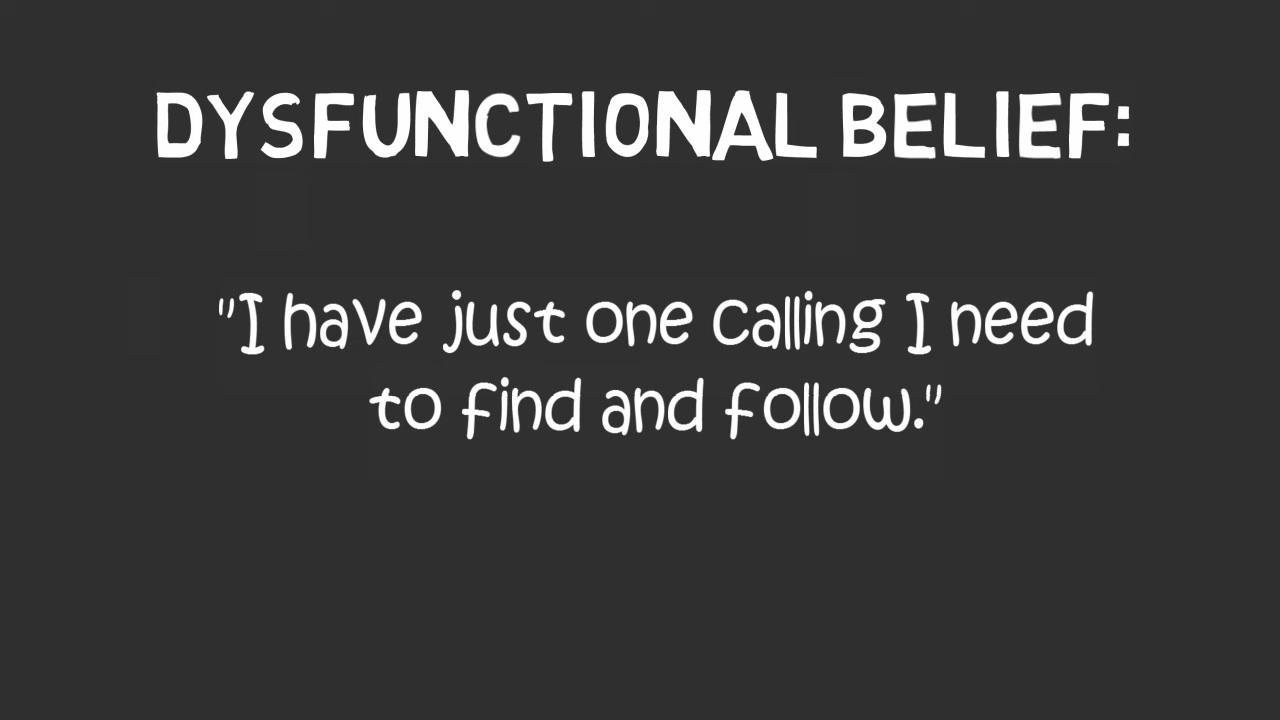 DYSFUNCTIONAL BELIEF:
"I have just one calling I need
to find and follow."